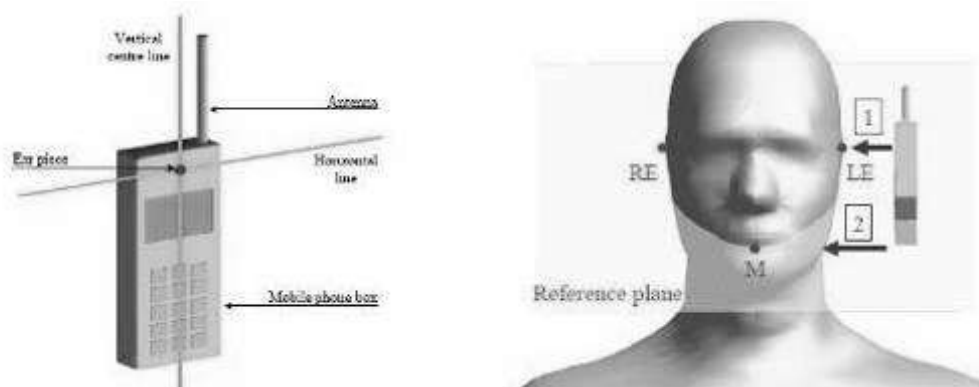 Vertical
centre line
Antenna
Ear piece
Horizontal
line
Mobile phone box
1
RE
LE
2
M
Reference plane